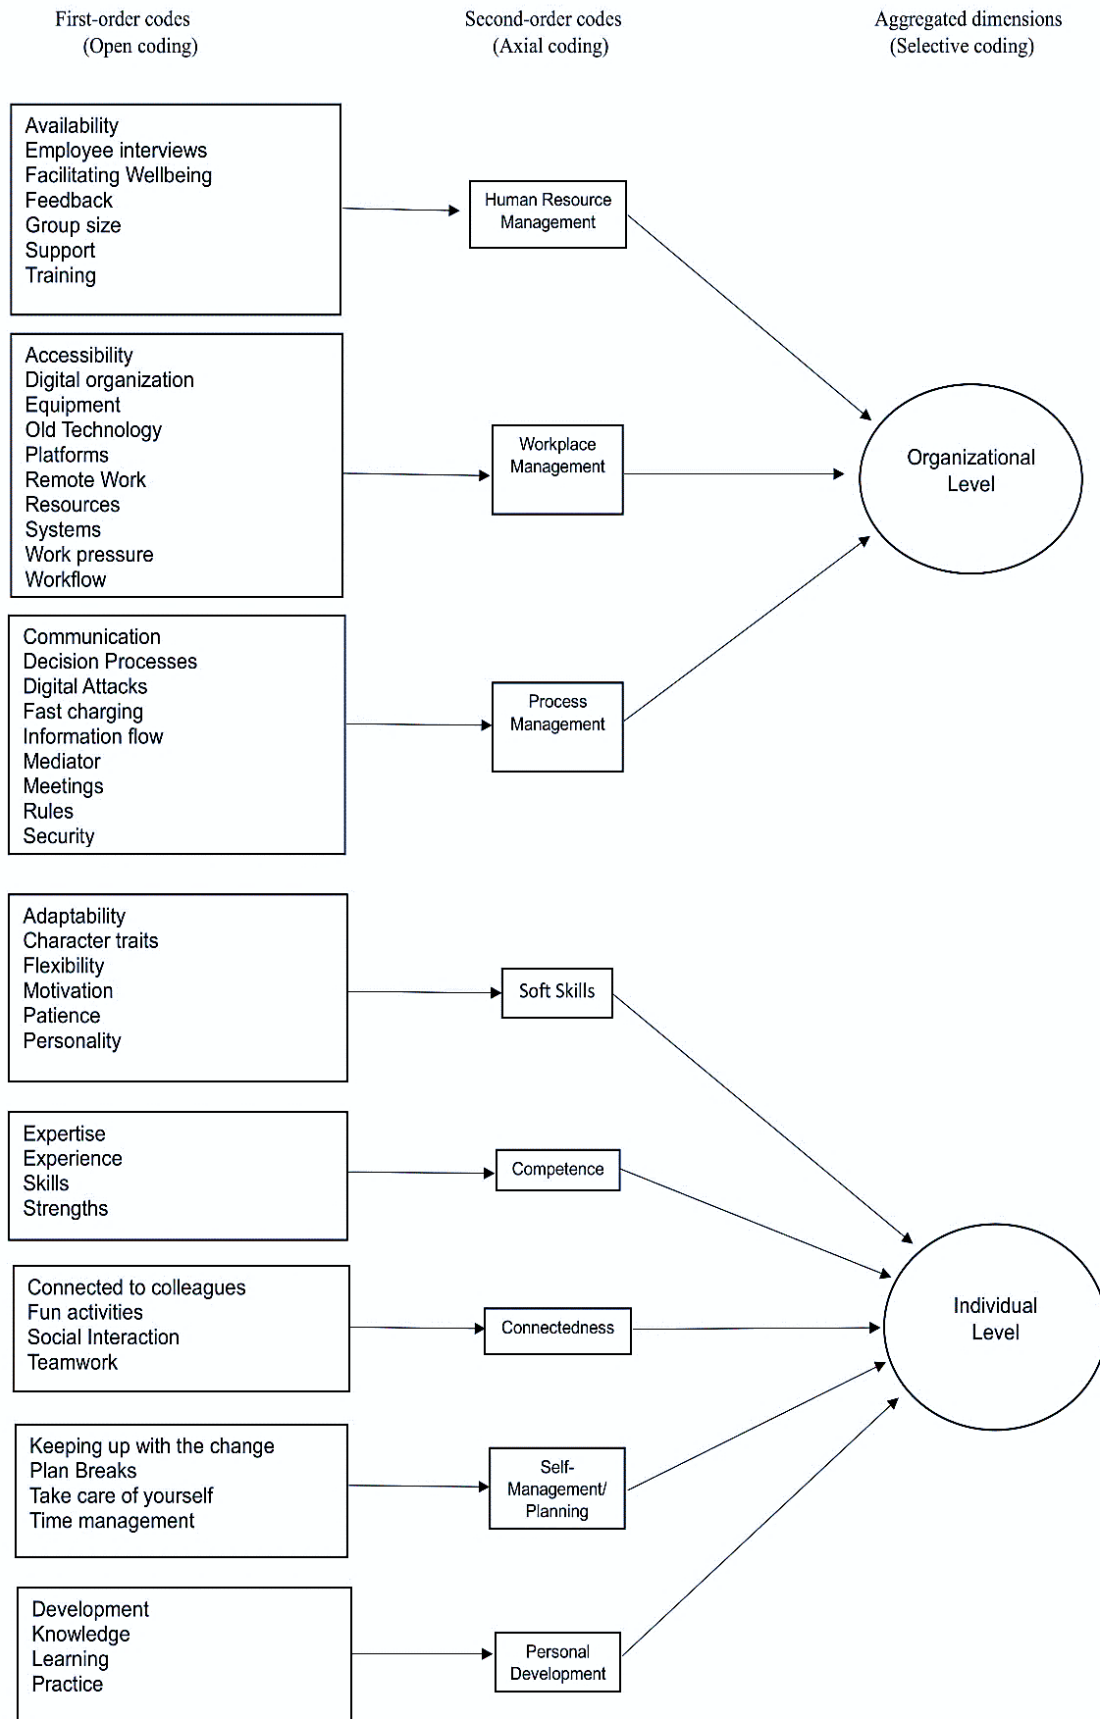 First-order codes
(Open coding)
Second-order codes
(Axial coding)
Aggregated dimensions
(Selective coding)
Availability
Employee interviews
Facilitating Wellbeing
Feedback
Group size
Support
Training
Human Resource
Management
Accessibility
Digital organization
Equipment
Old Technology
Platforms
Remote Work
Resources
Systems
Work pressure
Workflow
Workplace
Management
Organizational
Level
Communication
Decision Processes
Digital Attacks
Fast charging
Information flow
Mediator
Meetings
Rules
Security
Process
Management
Adaptability
Character traits
Flexibility
Motivation
Patience
Personality
Soft Skills
Expertise
Experience
Skills
Strengths
Competence
Connected to colleagues
Fun activities
Social Interaction
Teamwork
Connectedness
Individual
Level
Keeping up with the change
Plan Breaks
Take care of yourself
Time management
Self-
Management/
Planning
Development
Knowledge
Learning
Practice
Personal
Development